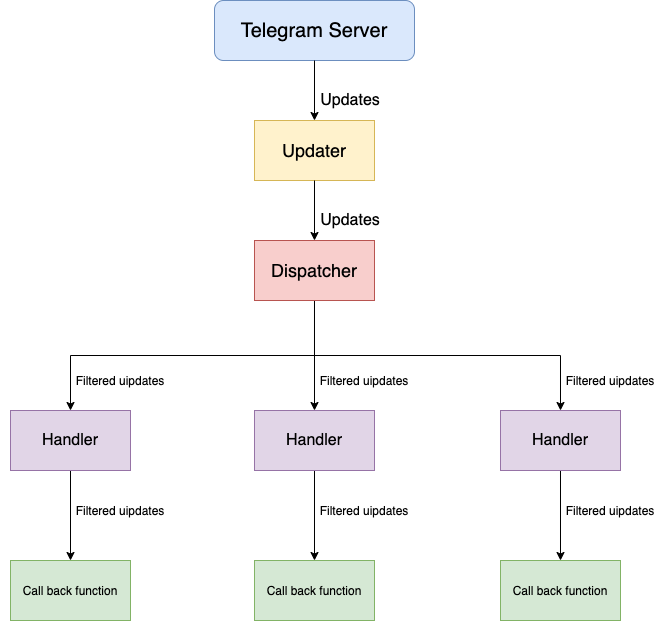 Telegram Server
Updates
Updater
Updates
Dispatcher
Filtered uipdates
Filtered uipdates
Filtered uipdates
Handler
Handler
Handler
Filtered uipdates
Filtered uipdates
Filtered uipdates
Call back function
Call back function
Call back function